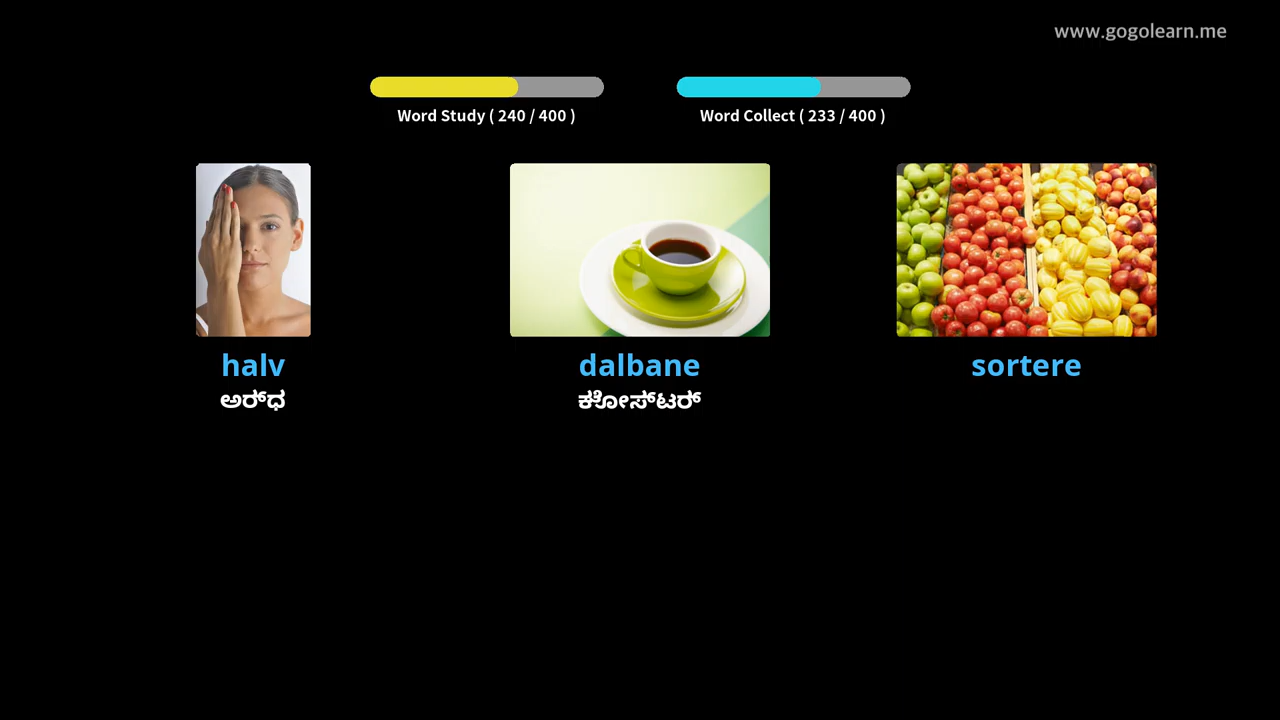 www.gogolearn.me
Word Study ( 240 / 400 )
Word Collect ( 233 / 400 )
halv
dalbane
sortere
ಅರ್‍ಧ
ಕೋಸ್‍ಟರ್‍